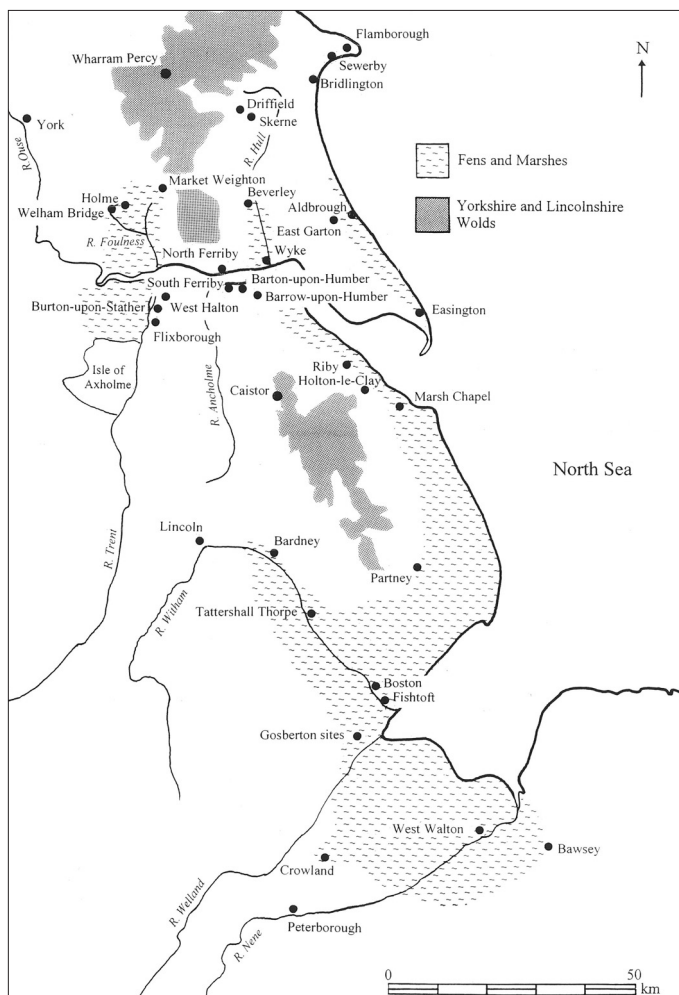 Flamborough
N
Wharram Percy
Sewerby
Bridlington
Driffield
York
Skerne
R. Ouse
R. Hull
Fens and Marshes
Market Weighton
Holme
Beverley
Aldbrough
Yorkshire and Lincolnshire
Wolds
Welham Bridge
East Garton
R. Foulness
North Ferriby
Wyke
South Ferriby
Barton-upon-Humber
Burton-upon-Stather
West Halton
Barrow-upon-Humber
Easington
Flixborough
Isle of
Axholme
R. Ancholme
Riby
Holton-le-Clay
Caistor
Marsh Chapel
North Sea
Lincoln
Bardney
R. Trent
Partney
R. Witham
Tattershall Thorpe
Boston
Fishtoft
Gosberton sites
West Walton
Bawsey
Crowland
R. Welland
Peterborough
R. Nene
0
50
km